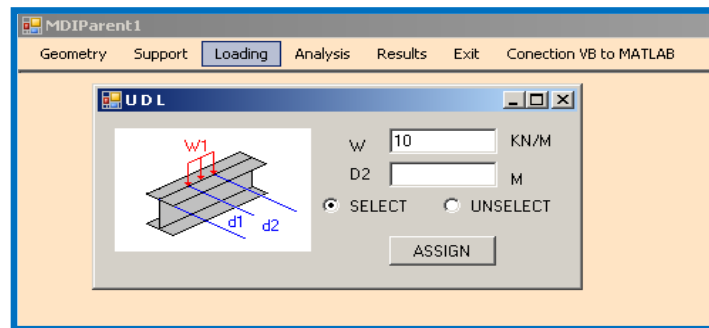 MDIParent1
Geometry Support Loading Analysis Results Exit Conection VB to MATLAB
UDL
W1
d1 d2
W 10 KN/M
D2 M
SELECT UNSELECT
ASSIGN